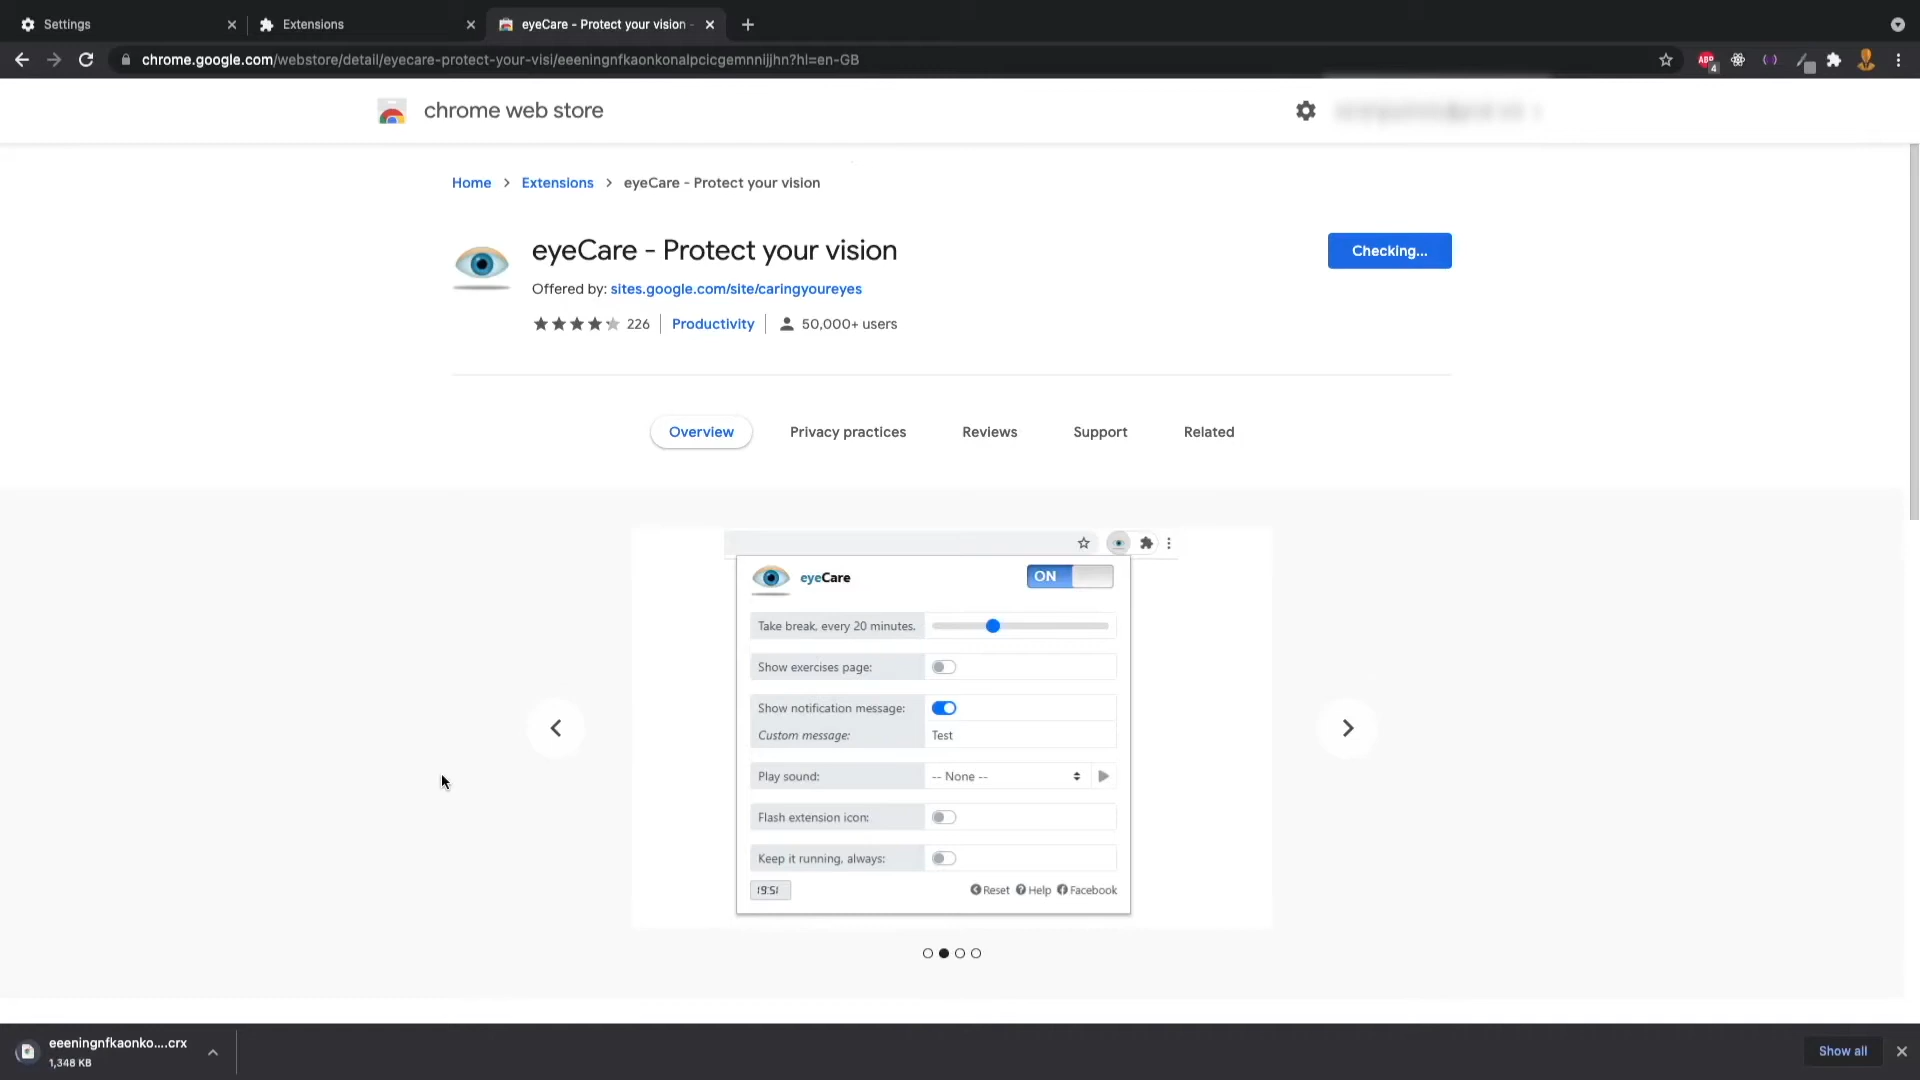 Settings
Extensions
eyeCare - Protect your vision -
chrome.google.com/webstore/detail/eyecare-protect-your-visi/eeeningnfkaonkonalpcicgemnnijjhn?hl=en-GB
ABP
4
chrome web store
Home > Extensions > eyeCare - Protect your vision
eyeCare - Protect your vision
Checking...
Offered by: sites.google.com/site/caringyoureyes
226 Productivity 50,000+ users
Overview
Privacy practices
Reviews
Support
Related
eyeCare
ON
Take break, every 20 minutes.
Show exercises page:
Show notification message:
Custom message: Test
Play sound: -- None --
Flash extension icon:
Keep it running, always:
19:51
Reset Help Facebook
eeeningnfkaonko....crx
1,348 KB
Show all